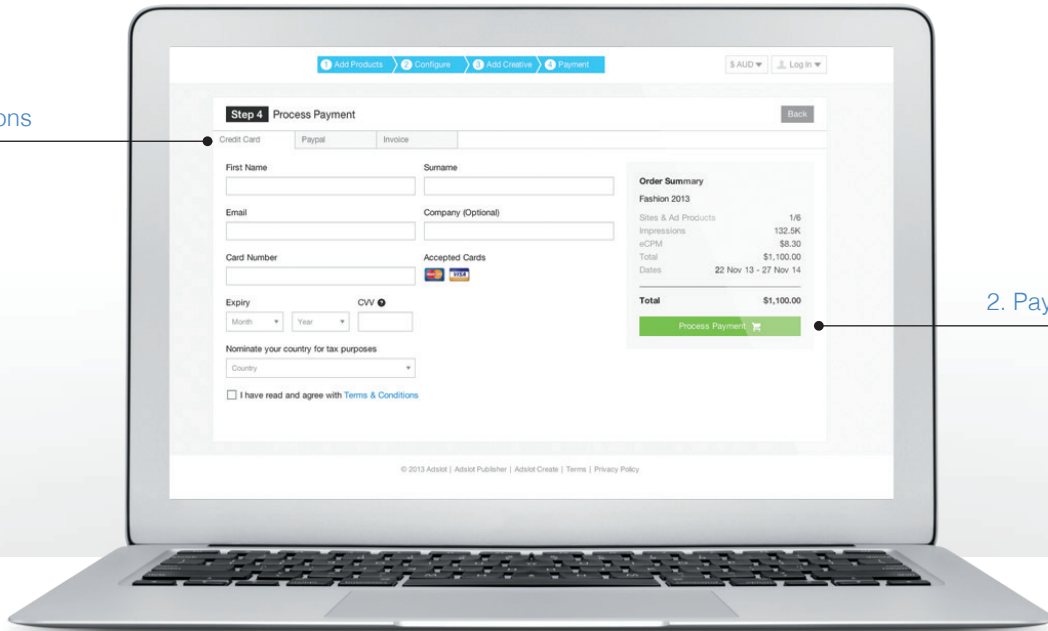 1 Add Products 2 Configure 3 Add Creative 4 Payment
$ AUD Log In
ons
Step 4 Process Payment
Back
Credit Card Paypal Invoice
First Name Surname
Email Company (Optional)
Card Number Accepted Cards
VISA
Expiry CVV ?
Month Year
Nominate your country for tax purposes
Country
I have read and agree with Terms & Conditions
Order Summary
Fashion 2013
Sites & Ad Products 1/6
Impressions 132.5K
eCPM $8.30
Total $1,100.00
Dates 22 Nov 13 - 27 Nov 14
Total $1,100.00
Process Payment
2. Pay
© 2013 Adslot | Adslot Publisher | Adslot Create | Terms | Privacy Policy